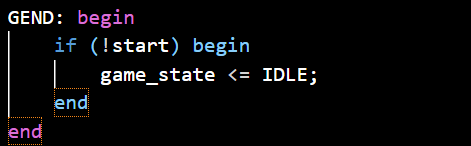 GEND: begin
    if (!start) begin
        game_state <= IDLE;
    end
end